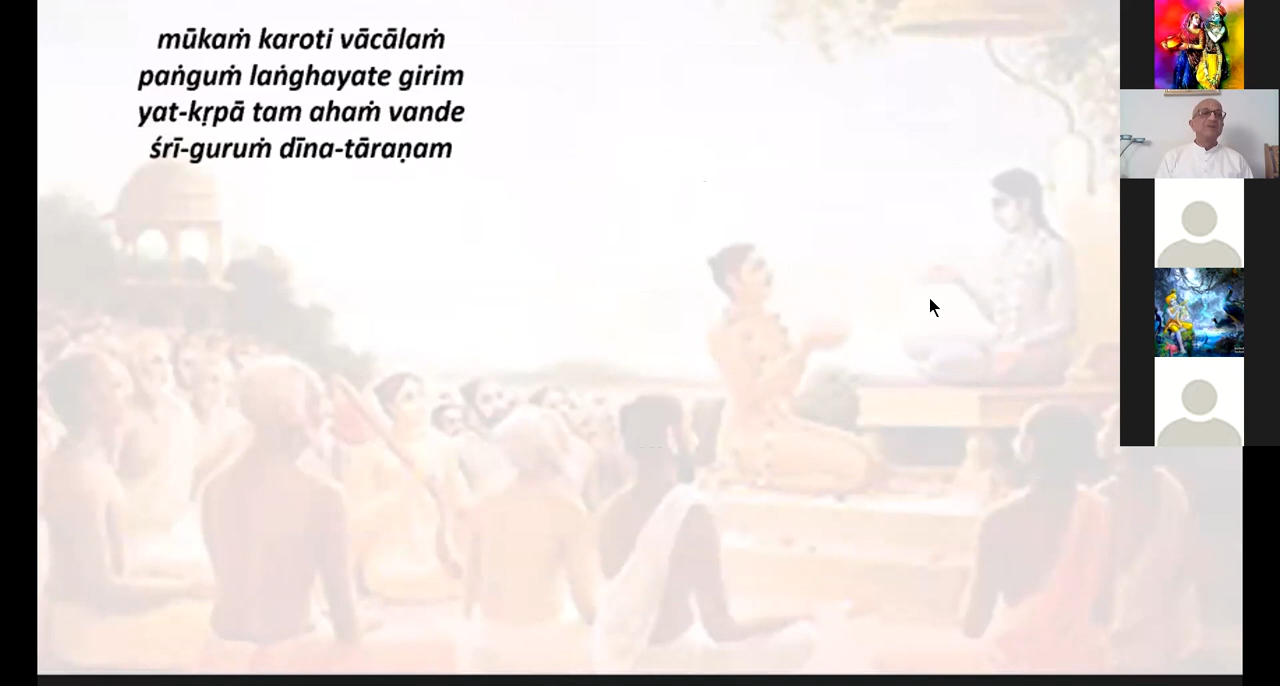 mūkaṁ karoti vācālaṁ
paṅguṁ laṅghayate girim
yat-kṛpā tam ahaṁ vande
śrī-guruṁ dīna-tāraṇam